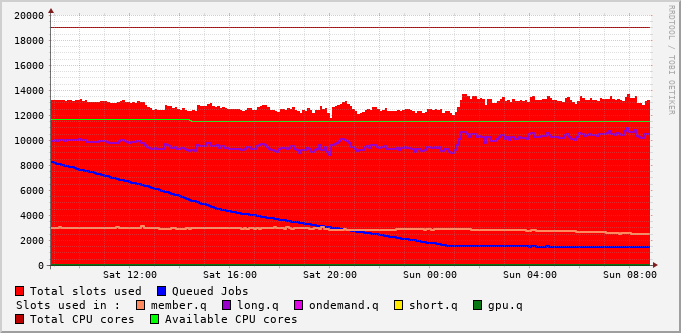 RRDTOOL / TOBI OETIKER
20000
18000
16000
14000
12000
10000
8000
6000
4000
2000
0
Sat 12:00 Sat 16:00 Sat 20:00 Sun 00:00 Sun 04:00 Sun 08:00
Total slots used Queued Jobs
Slots used in : member.q long.q ondemand.q short.q gpu.q
Total CPU cores Available CPU cores